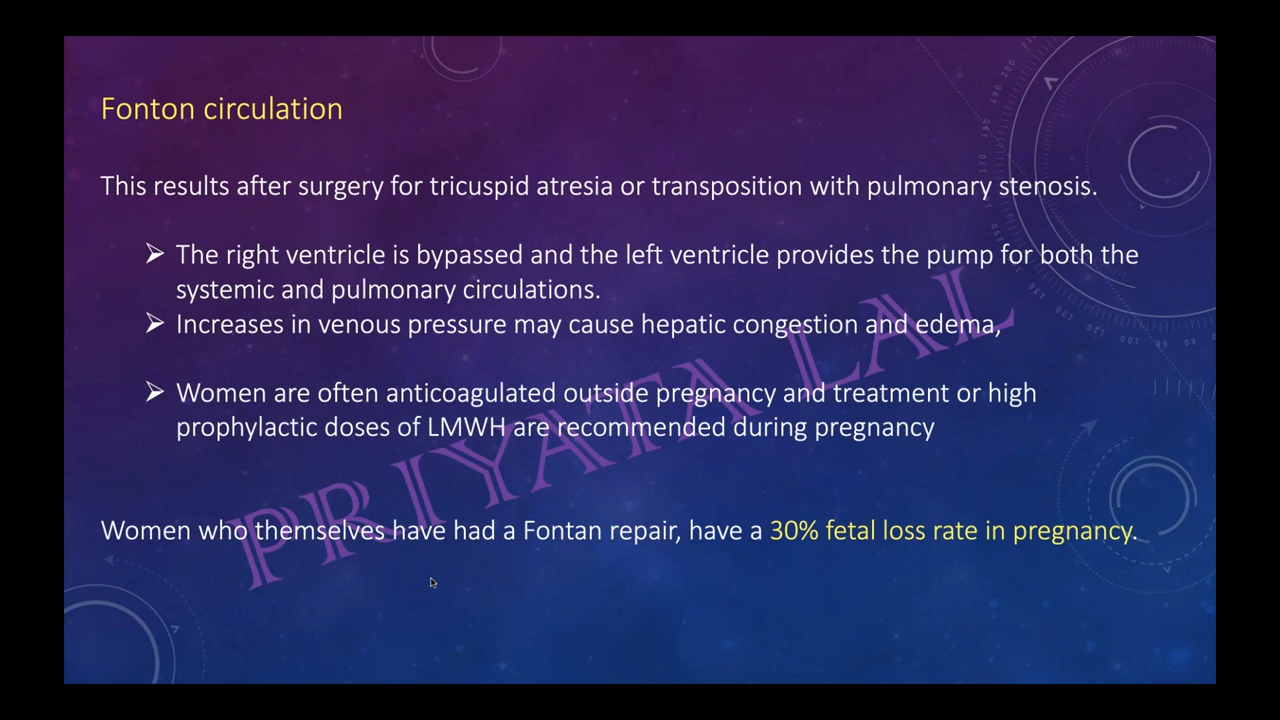 Fonton circulation
This results after surgery for tricuspid atresia or transposition with pulmonary stenosis.
➢ The right ventricle is bypassed and the left ventricle provides the pump for both the
systemic and pulmonary circulations.
➢ Increases in venous pressure may cause hepatic congestion and edema,
➢ Women are often anticoagulated outside pregnancy and treatment or high
prophylactic doses of LMWH are recommended during pregnancy
Women who themselves have had a Fontan repair, have a 30% fetal loss rate in pregnancy.
PRIYATA LAL